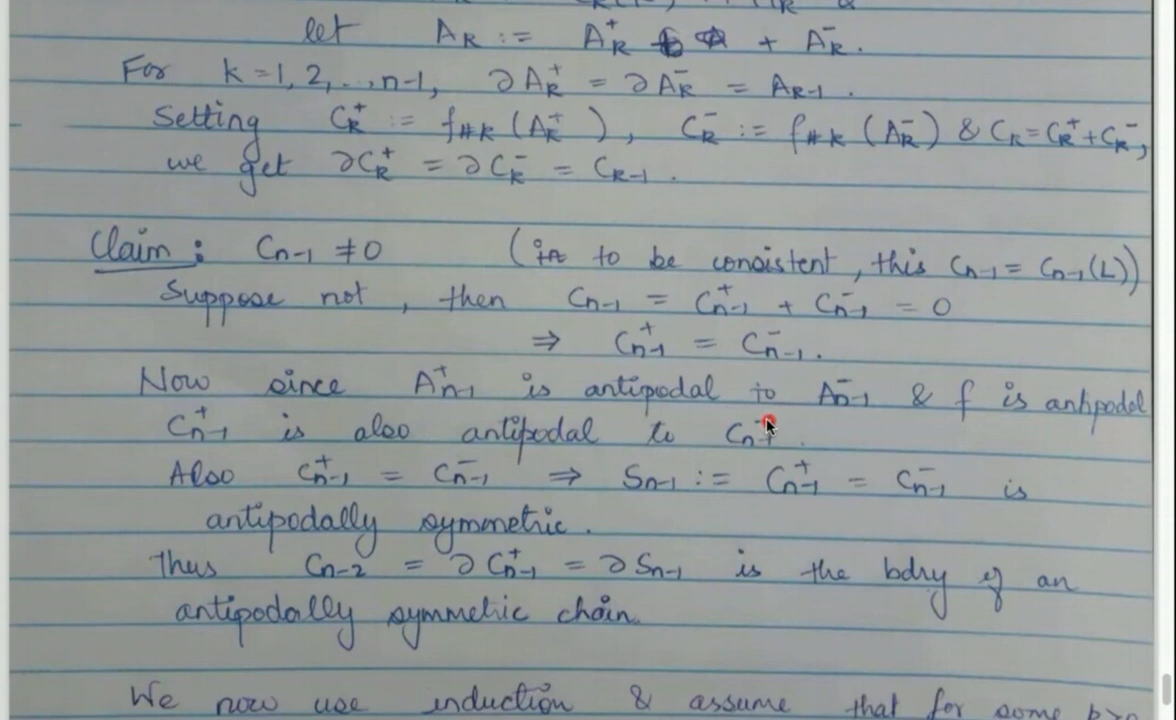 let A_k := A_k^+ + A_k^-.
For k = 1, 2, .., n-1, ∂A_k^+ = ∂A_k^- = A_{k-1}.
Setting C_k^+ := f_{#k} (A_k^+), C_k^- := f_{#k} (A_k^-) & C_k = C_k^+ + C_k^-,
we get ∂C_k^+ = ∂C_k^- = C_{k-1}.
Claim: C_{n-1} ≠ 0 (to be consistent, this C_{n-1} = C_{n-1}(L))
Suppose not, then C_{n-1} = C_{n-1}^+ + C_{n-1}^- = 0
⇒ C_{n-1}^+ = C_{n-1}^-.
Now since A_{n-1}^+ is antipodal to A_{n-1}^- & f is antipodal
C_{n-1}^+ is also antipodal to C_{n-1}^-.
Also C_{n-1}^+ = C_{n-1}^- ⇒ S_{n-1} := C_{n-1}^+ = C_{n-1}^- is
antipodally symmetric.
Thus C_{n-2} = ∂C_{n-1}^+ = ∂S_{n-1} is the bdry of an
antipodally symmetric chain.
We now use induction & assume that for some